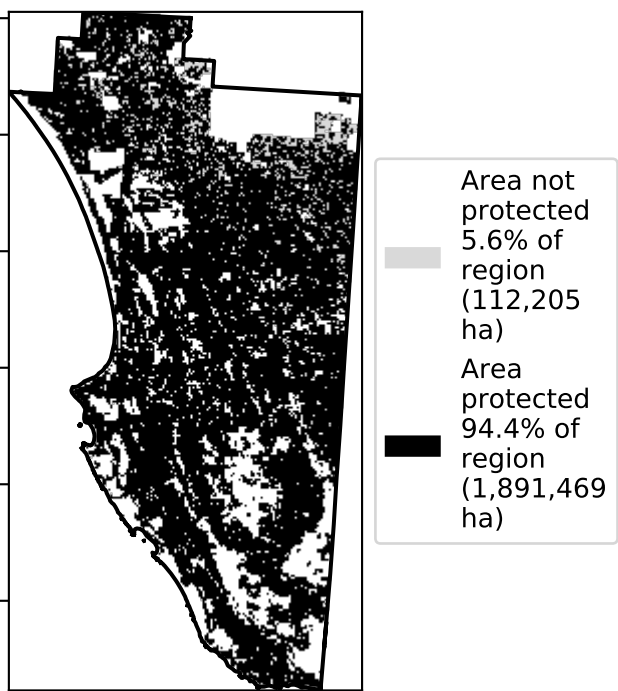 Area not
protected
5.6% of
region
(112,205
ha)
Area
protected
94.4% of
region
(1,891,469
ha)